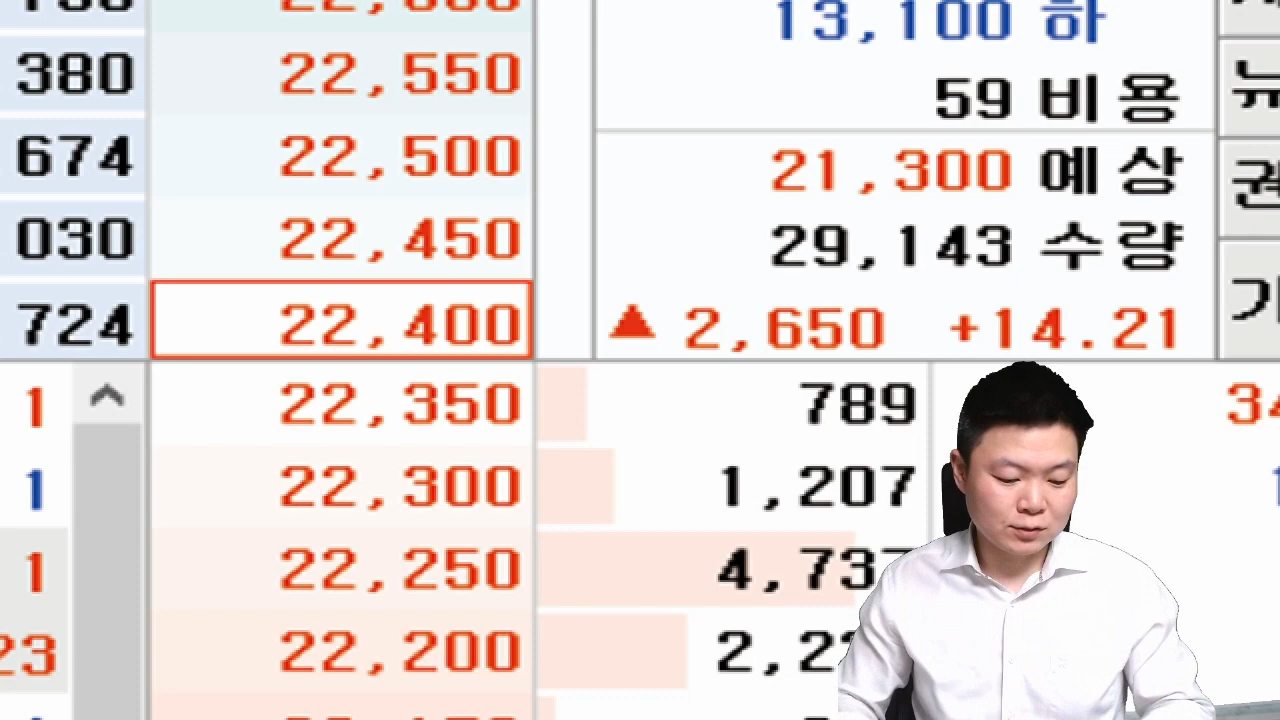 13,100 하
380 22,550
59 비용
674 22,500
21,300 예상
030 22,450
29,143 수량
724 22,400
▲ 2,650 +14.21
1 22,350 789
1 22,300 1,207
1 22,250 4,737
23 22,200